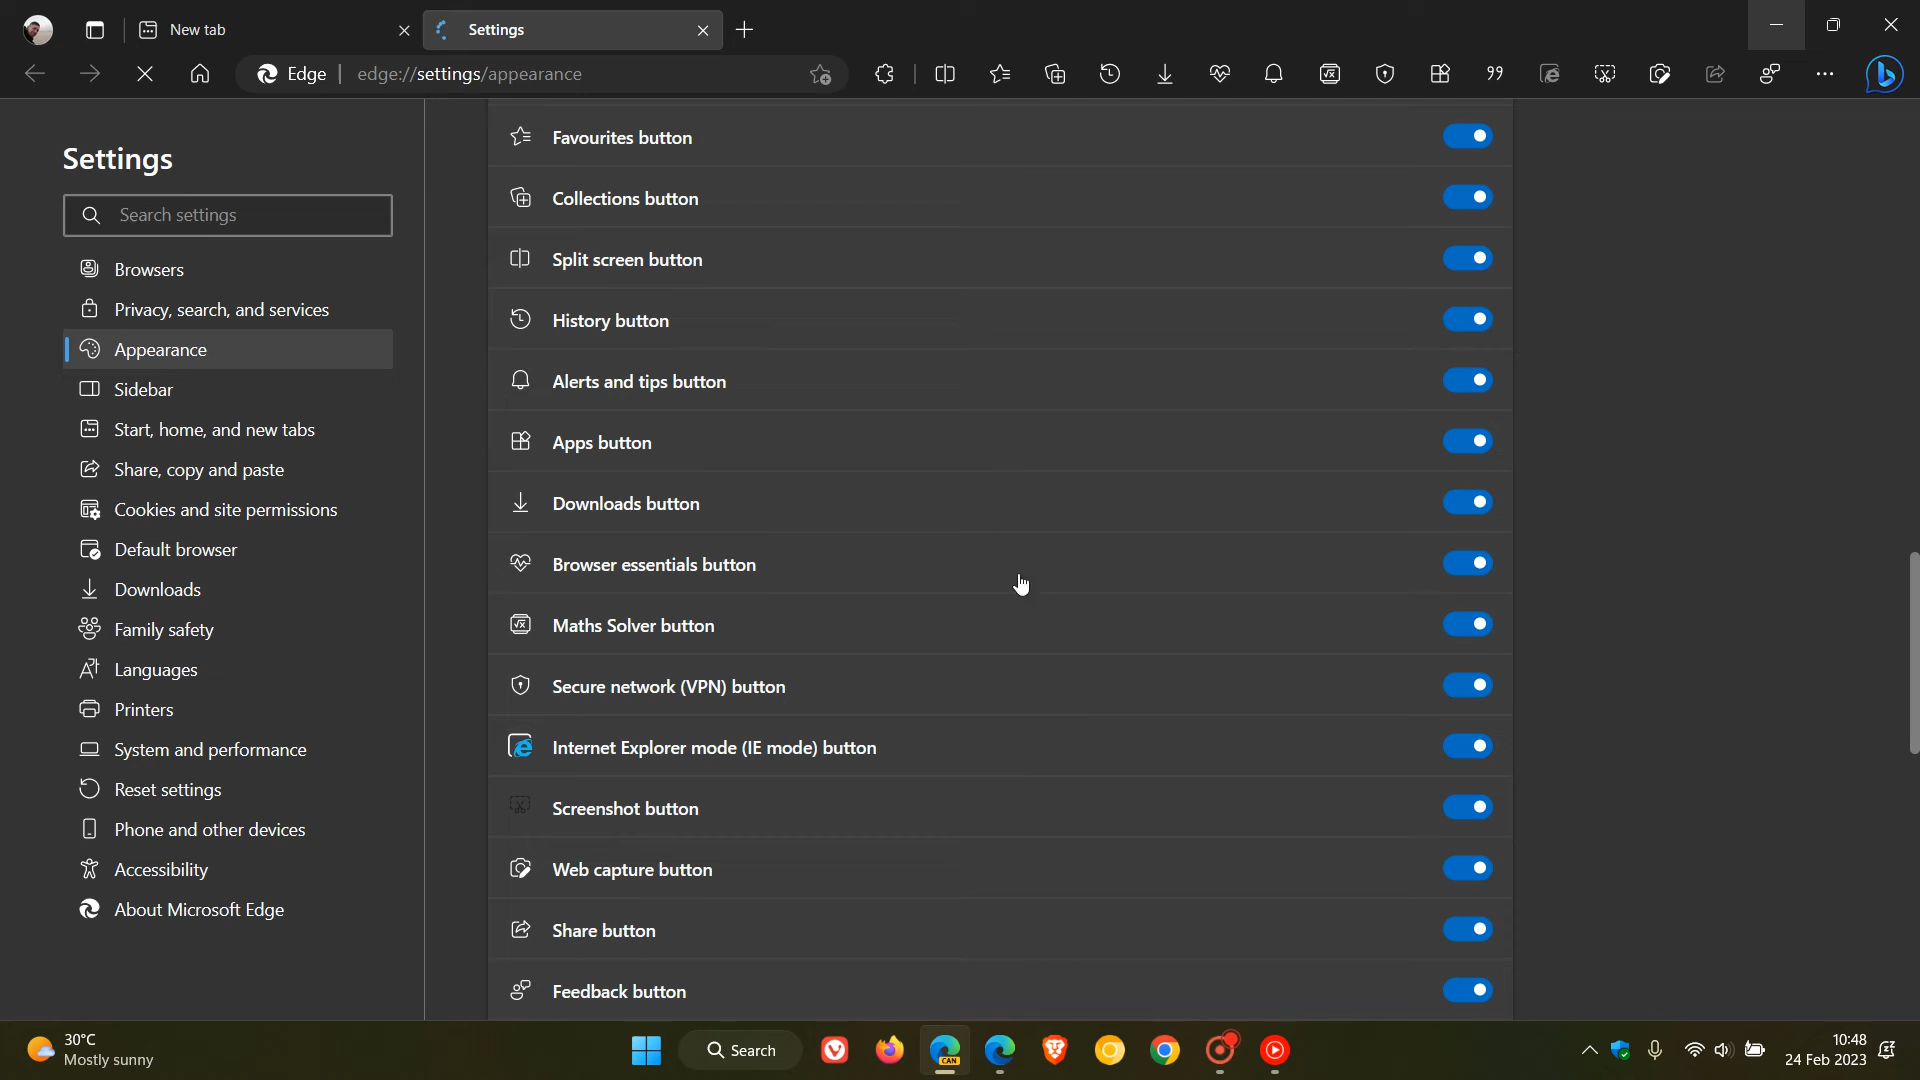 New tab
Settings
Edge
edge://settings/appearance
Settings
Search settings
Browsers
Privacy, search, and services
Appearance
Sidebar
Start, home, and new tabs
Share, copy and paste
Cookies and site permissions
Default browser
Downloads
Family safety
Languages
Printers
System and performance
Reset settings
Phone and other devices
Accessibility
About Microsoft Edge
Favourites button
Collections button
Split screen button
History button
Alerts and tips button
Apps button
Downloads button
Browser essentials button
Maths Solver button
Secure network (VPN) button
Internet Explorer mode (IE mode) button
Screenshot button
Web capture button
Share button
Feedback button
30°C
Mostly sunny
Search
CAN
10:48
24 Feb 2023